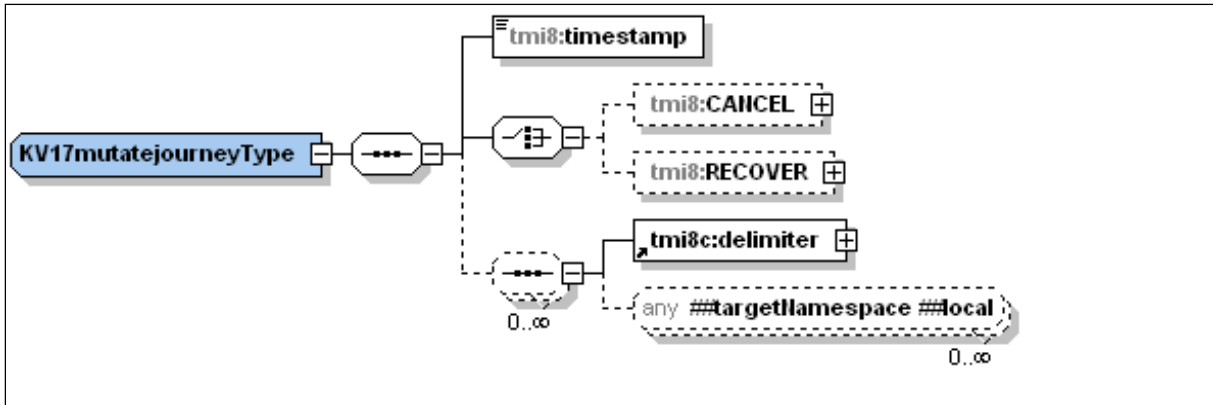 tmi8:timestamp
tmi8:CANCEL
KV17mutatejourneyType
tmi8:RECOVER
tmi8c:delimiter
any ##targetNamespace ##local
0..∞
0..∞